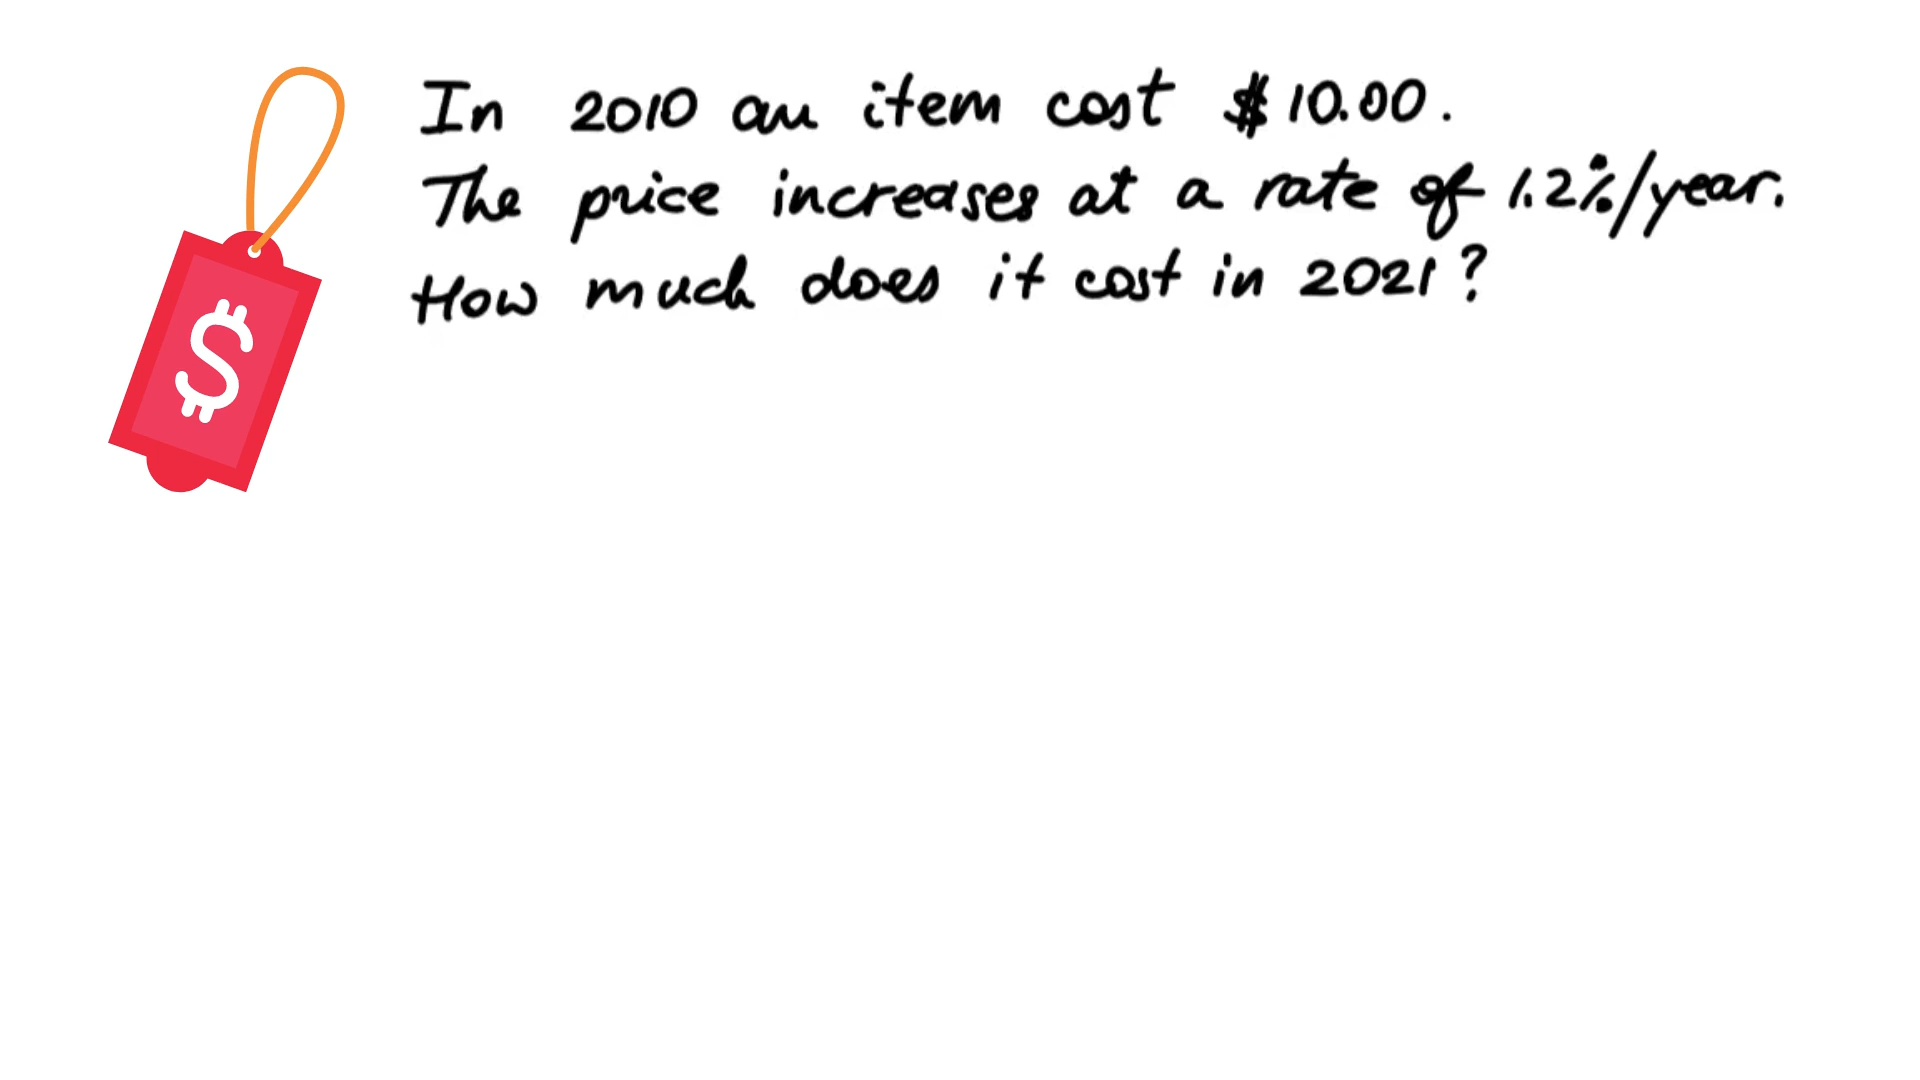 In 2010 an item cost $10.00.
The price increases at a rate of 1.2%/year.
How much does it cost in 2021?
$